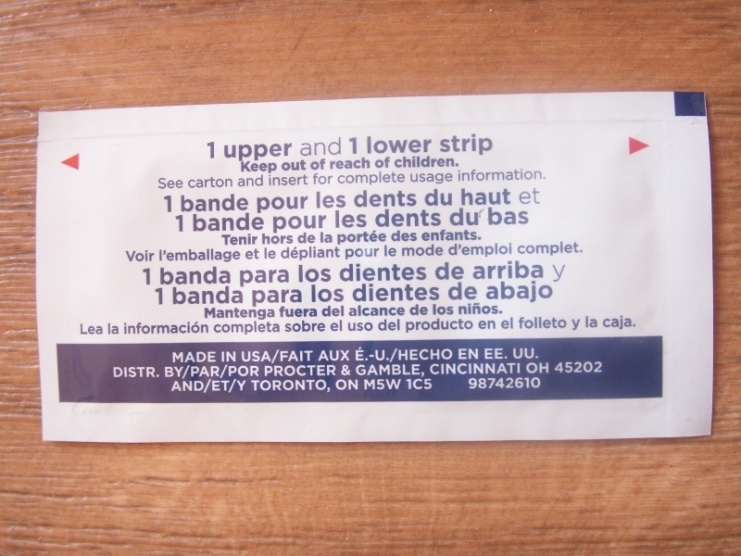 1 upper and 1 lower strip
Keep out of reach of children.
See carton and insert for complete usage information.
1 bande pour les dents du haut et
1 bande pour les dents du bas
Tenir hors de la portée des enfants.
Voir l'emballage et le dépliant pour le mode d'emploi complet.
1 banda para los dientes de arriba y
1 banda para los dientes de abajo
Mantenga fuera del alcance de los niños.
Lea la información completa sobre el uso del producto en el folleto y la caja.
MADE IN USA/FAIT AUX É.-U./HECHO EN EE. UU.
DISTR. BY/PAR/POR PROCTER & GAMBLE, CINCINNATI OH 45202
AND/ET/Y TORONTO, ON M5W 1C5 98742610